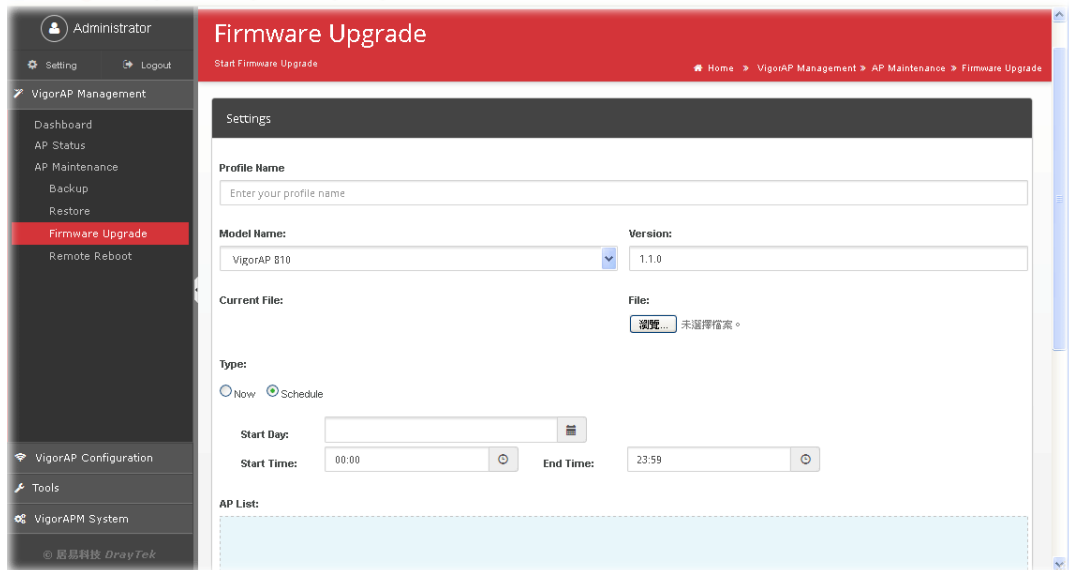 Administrator
Setting
Logout
VigorAP Management
Dashboard
AP Status
AP Maintenance
Backup
Restore
Firmware Upgrade
Remote Reboot
VigorAP Configuration
Tools
VigorAPM System
© 居易科技 DrayTek
Firmware Upgrade
Start Firmware Upgrade
Home » VigorAP Management » AP Maintenance » Firmware Upgrade
Settings
Profile Name
Enter your profile name
Model Name:
Version:
VigorAP 810
1.1.0
Current File:
File:
瀏覽... 未選擇檔案。
Type:
Now Schedule
Start Day:
Start Time: 00:00 End Time: 23:59
AP List: